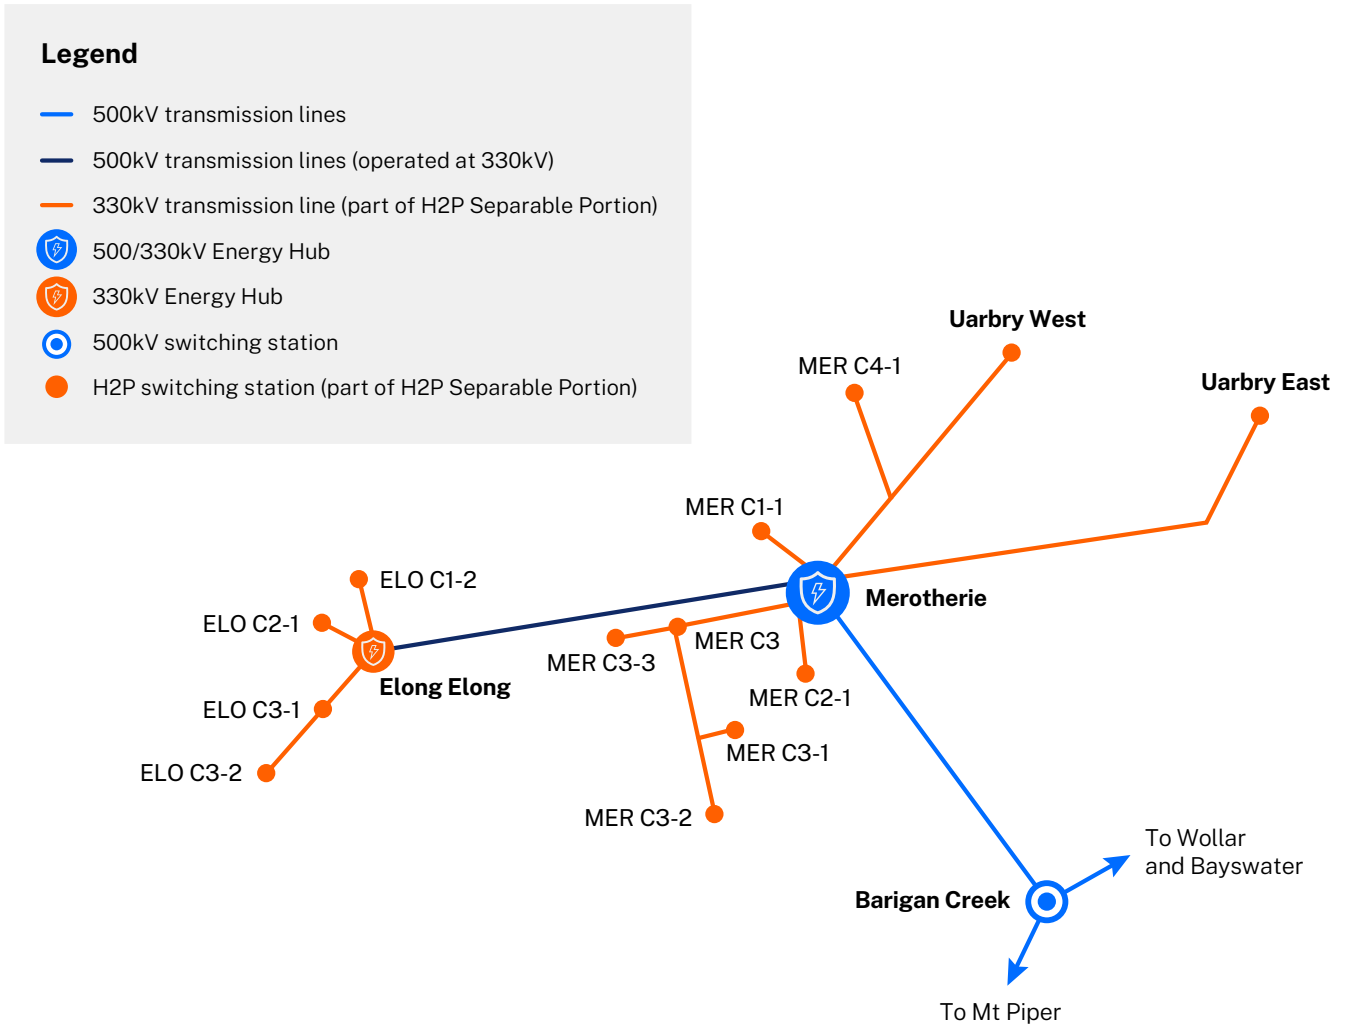 Legend
500kV transmission lines
500kV transmission lines (operated at 330kV)
330kV transmission line (part of H2P Separable Portion)
500/330kV Energy Hub
330kV Energy Hub
500kV switching station
H2P switching station (part of H2P Separable Portion)
Uarbry West
MER C4-1
Uarbry East
MER C1-1
ELO C1-2
Merotherie
ELO C2-1
MER C3
MER C3-3
Elong Elong
MER C2-1
ELO C3-1
MER C3-1
ELO C3-2
MER C3-2
To Wollar
and Bayswater
Barigan Creek
To Mt Piper